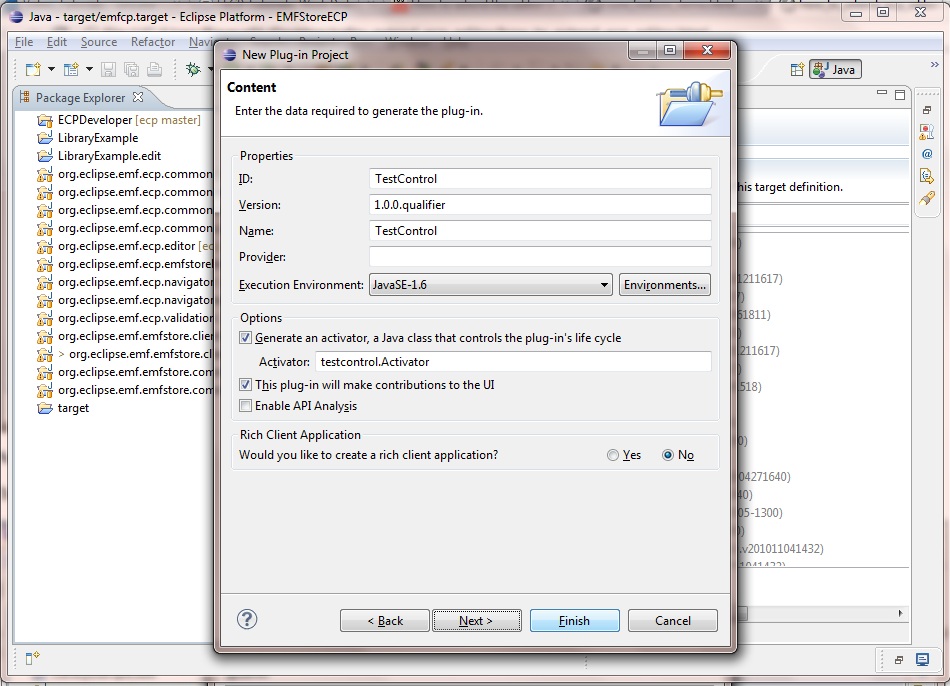 Java - target/emfcp.target - Eclipse Platform - EMFStoreECP
File Edit Source Refactor
Java
Package Explorer
ECPDeveloper [ecp master]
LibraryExample
LibraryExample.edit
org.eclipse.emf.ecp.common
org.eclipse.emf.ecp.common
org.eclipse.emf.ecp.common
org.eclipse.emf.ecp.common
org.eclipse.emf.ecp.editor
org.eclipse.emf.ecp.emfstore
org.eclipse.emf.ecp.navigator
org.eclipse.emf.ecp.navigator
org.eclipse.emf.ecp.validation
org.eclipse.emf.emfstore.clie
> org.eclipse.emf.emfstore.cl
org.eclipse.emf.emfstore.com
org.eclipse.emf.emfstore.com
target
New Plug-in Project
Content
Enter the data required to generate the plug-in.
Properties
ID: TestControl
Version: 1.0.0.qualifier
Name: TestControl
Provider:
Execution Environment: JavaSE-1.6 Environments...
Options
Generate an activator, a Java class that controls the plug-in's life cycle
Activator: testcontrol.Activator
This plug-in will make contributions to the UI
Enable API Analysis
Rich Client Application
Would you like to create a rich client application? Yes No
< Back Next > Finish Cancel
his target definition.
1211617)
61811)
211617)
518)
04271640)
40)
05-1300)
.v201011041432)